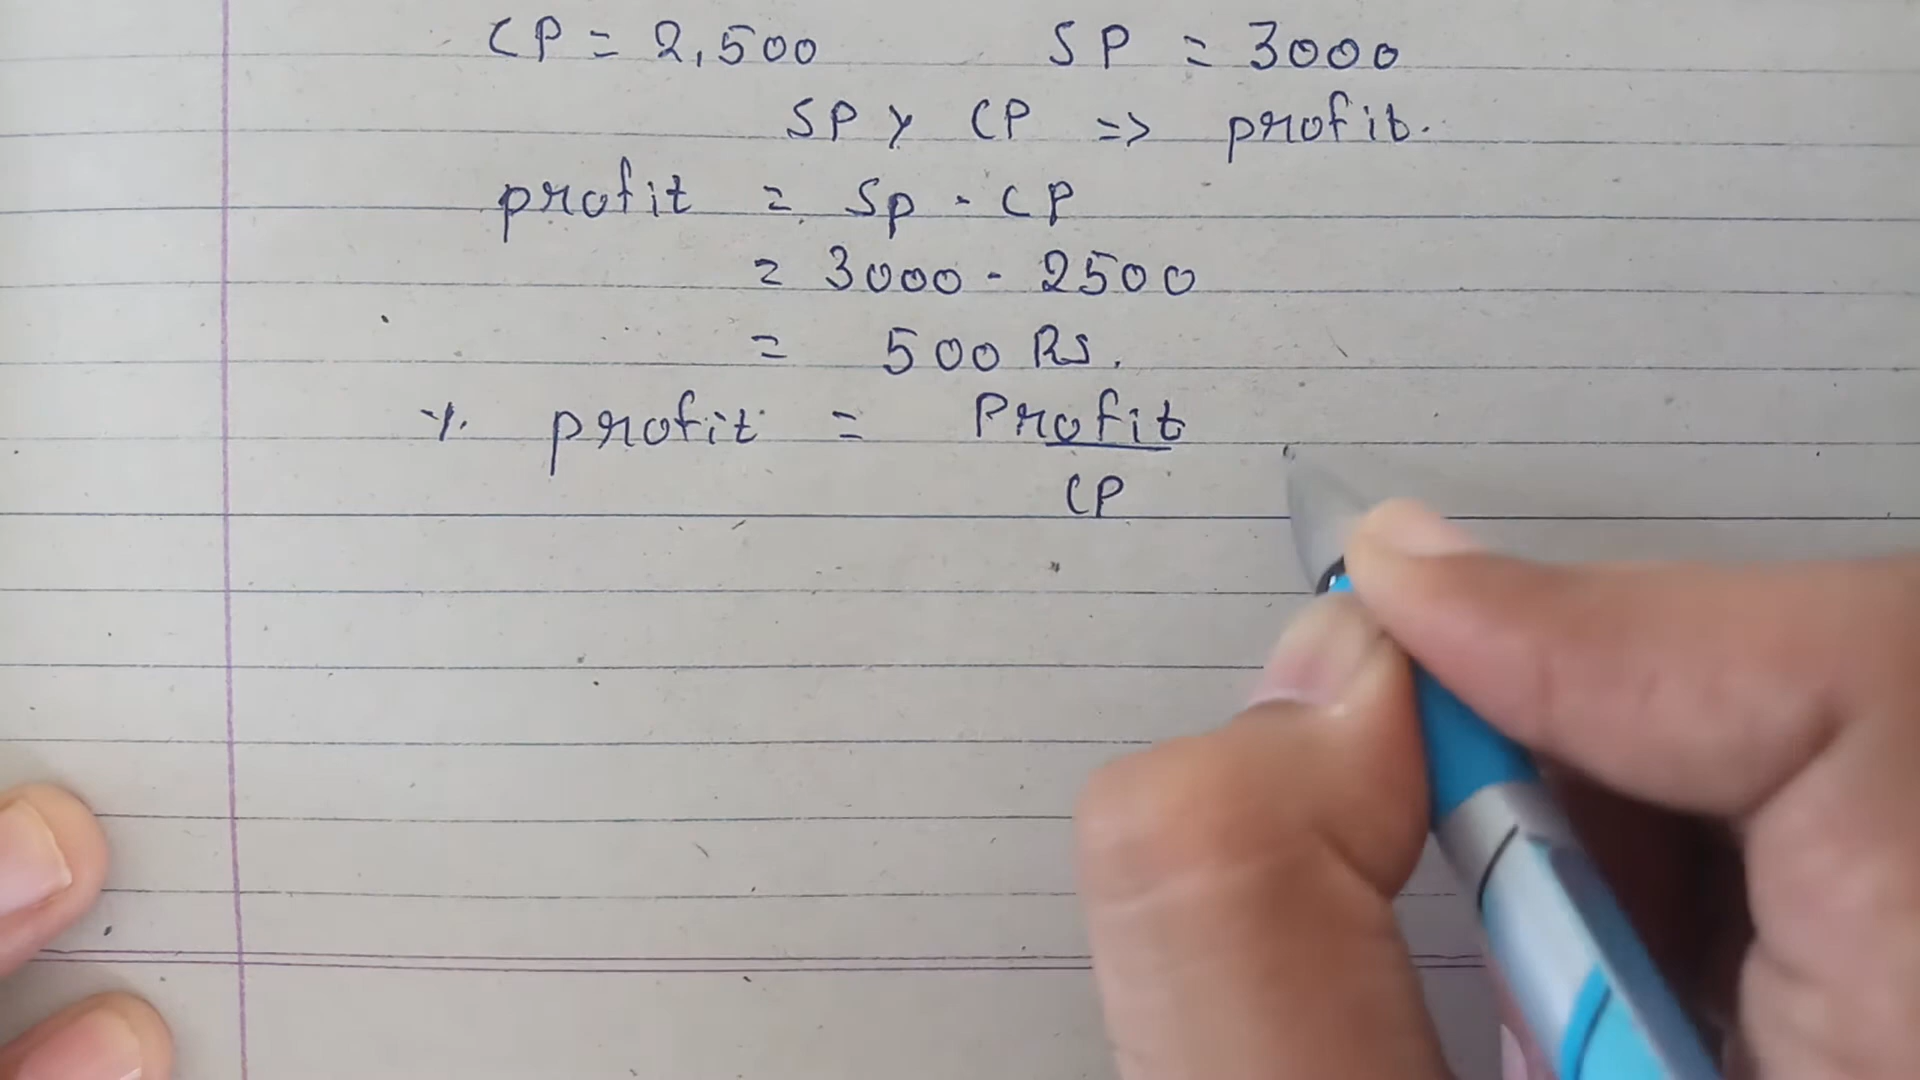 CP = 2,500 SP = 3000
SP > CP => profit.
profit = Sp - CP
= 3000 - 2500
= 500 Rs.
% profit = Profit
CP